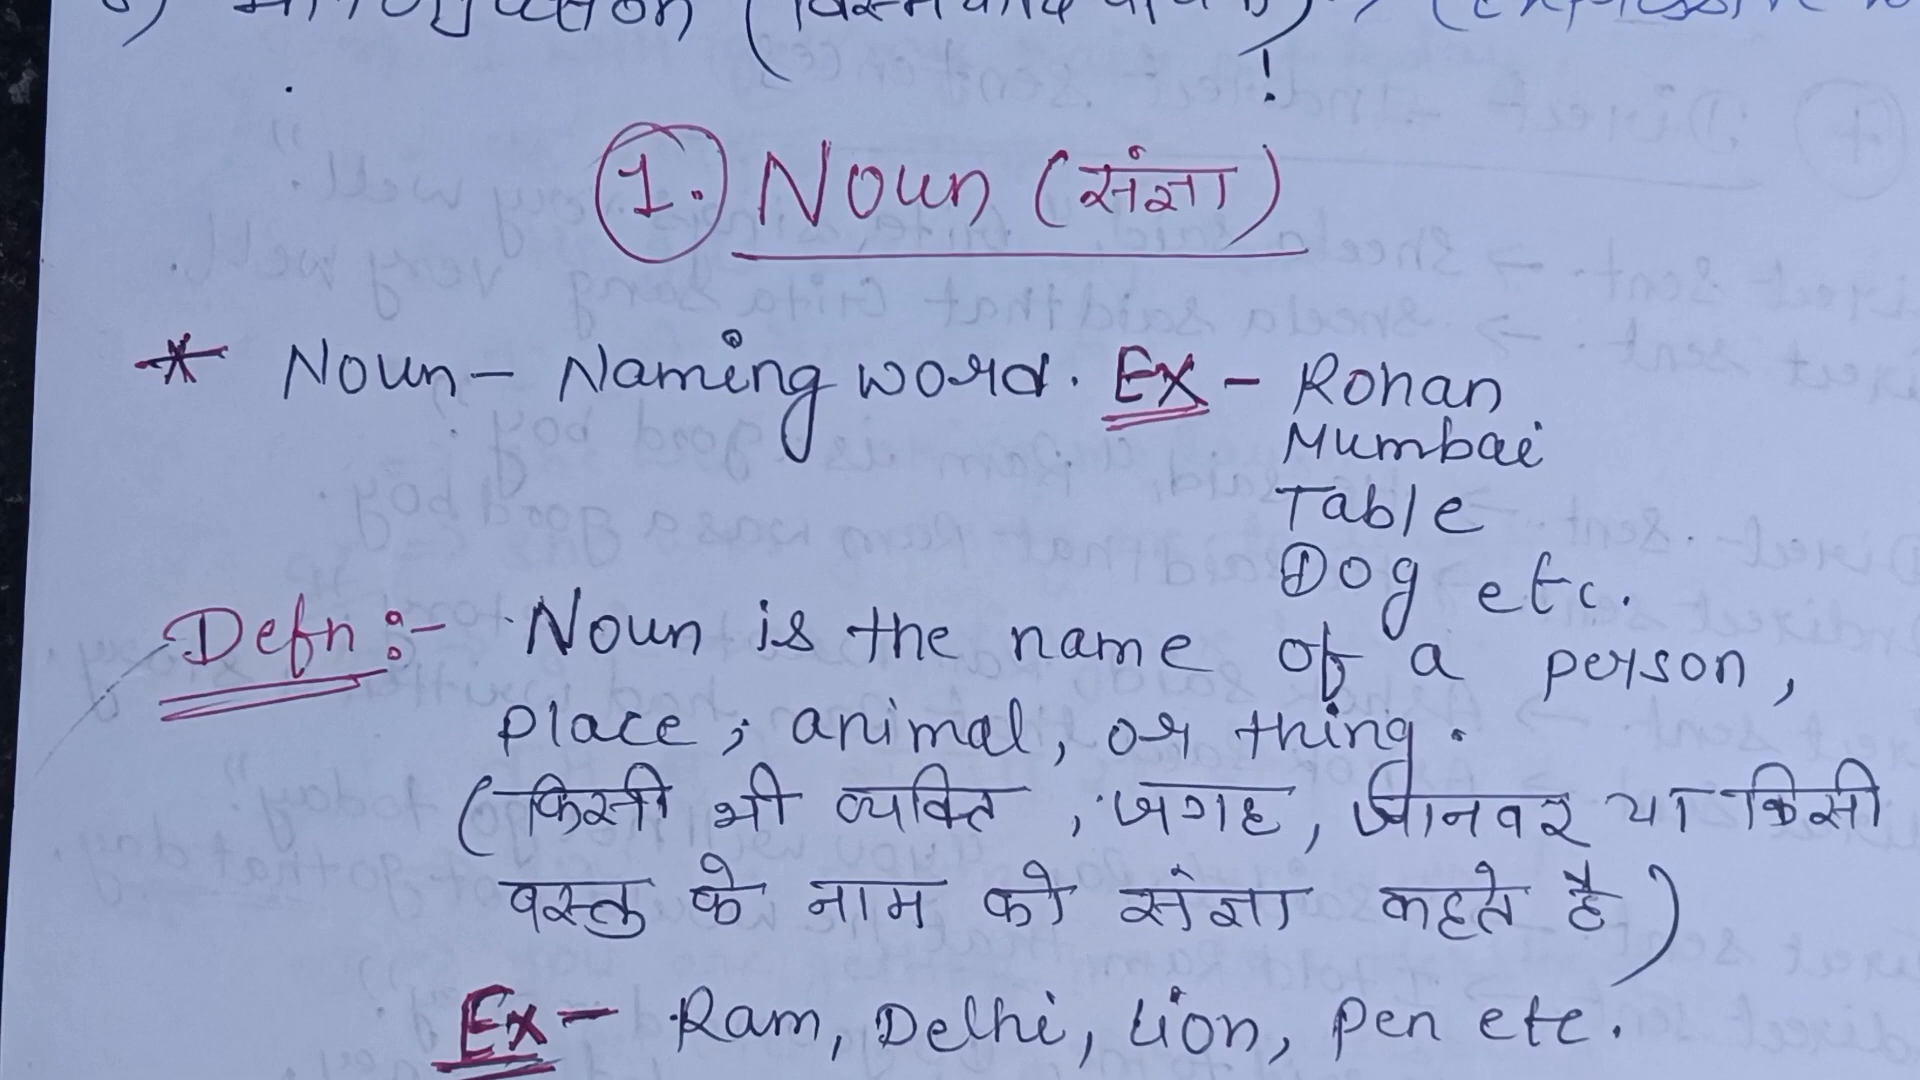 1. Noun (संज्ञा)
* Noun - Naming word. Ex - Rohan
Mumbai
Table
Dog etc.
Defn :- Noun is the name of a person,
place, animal, or thing.
(किसी भी व्यक्ति, जगह, जानवर या किसी
वस्तु के नाम को संज्ञा कहते है)
Ex - Ram, Delhi, Lion, Pen etc.